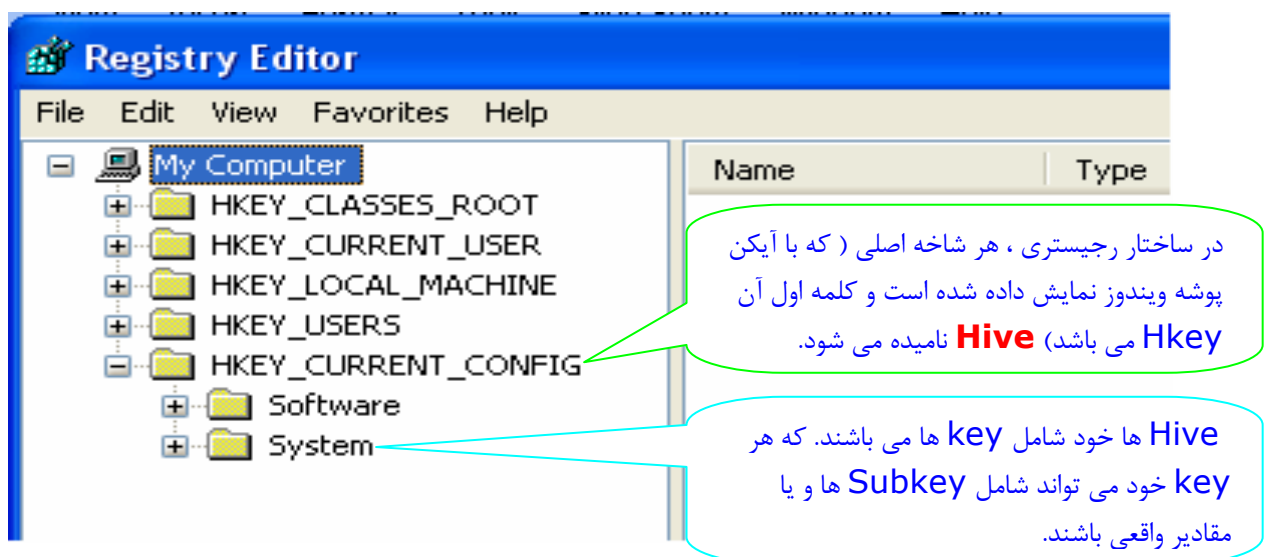 Registry Editor
File Edit View Favorites Help
My Computer
HKEY_CLASSES_ROOT
HKEY_CURRENT_USER
HKEY_LOCAL_MACHINE
HKEY_USERS
HKEY_CURRENT_CONFIG
Software
System
Name Type
در ساختار رجیستری ، هر شاخه اصلی ( که با آیکن
پوشه ویندوز نمایش داده شده است و کلمه اول آن
Hkey می باشد) Hive نامیده می شود.
Hive ها خود شامل key ها می باشند. که هر
key خود می تواند شامل Subkey ها و یا
مقادیر واقعی باشند.